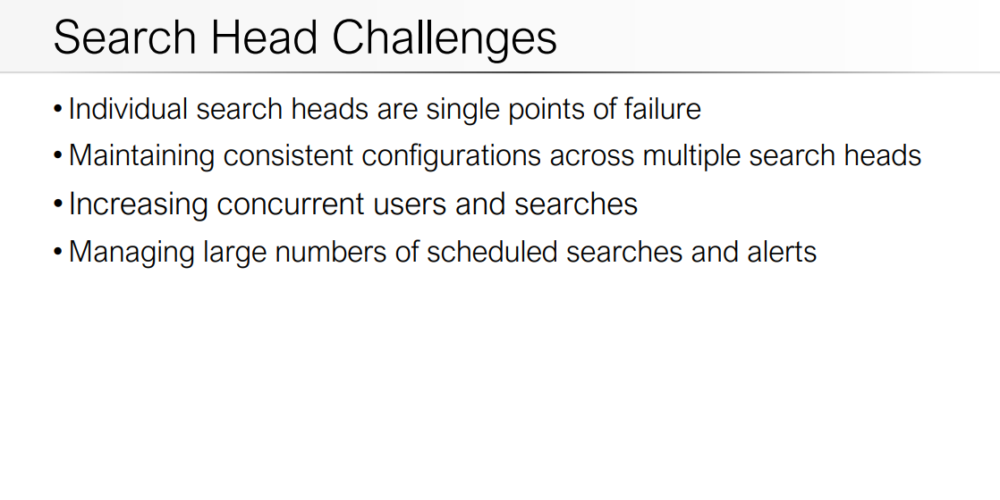 Search Head Challenges
• Individual search heads are single points of failure
• Maintaining consistent configurations across multiple search heads
• Increasing concurrent users and searches
• Managing large numbers of scheduled searches and alerts